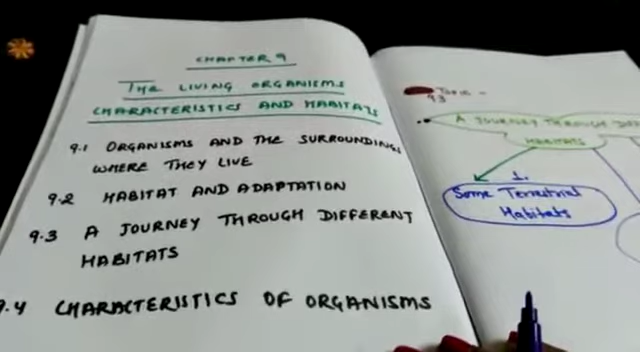 CHAPTER 9
THE LIVING ORGANISMS
CHARACTERISTICS AND HABITATS
9.1 ORGANISMS AND THE SURROUNDINGS
WHERE THEY LIVE
9.2 HABITAT AND ADAPTATION
9.3 A JOURNEY THROUGH DIFFERENT
HABITATS
9.4 CHARACTERISTICS OF ORGANISMS
Topic -
9.3
A JOURNEY THROUGH
HABITATS
1.
Some Terrestrial
Habitats